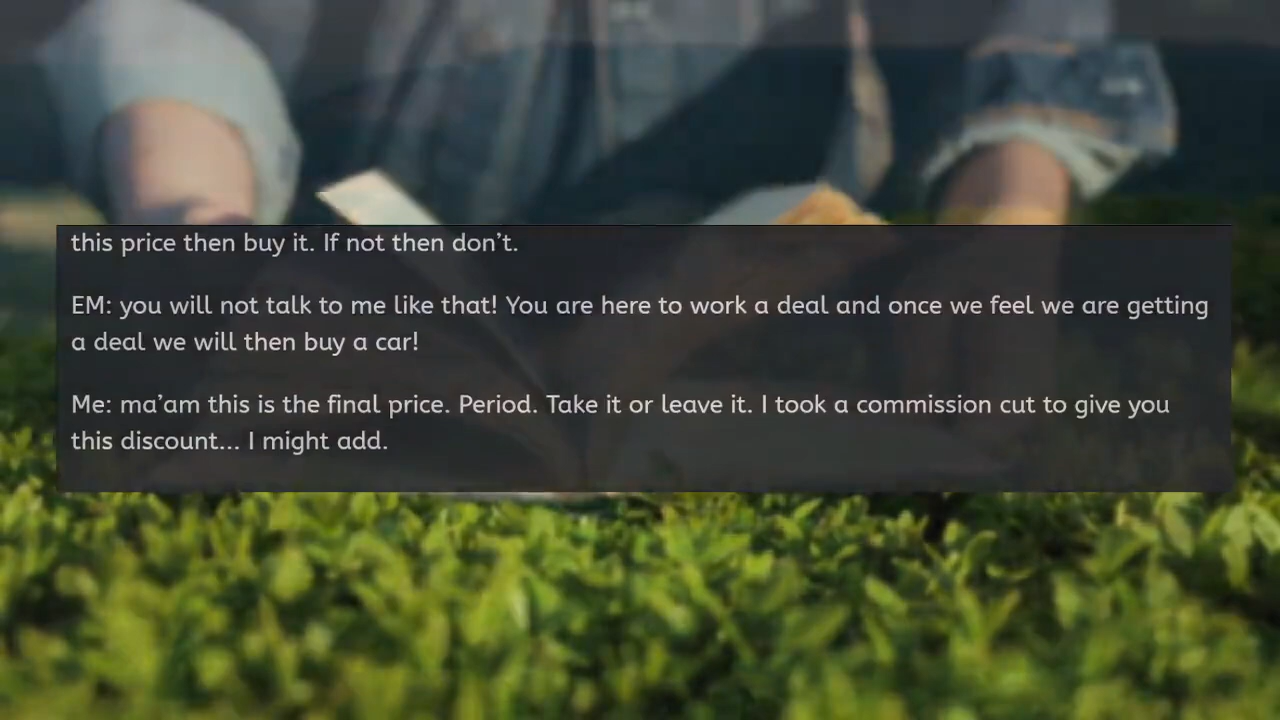 this price then buy it. If not then don’t.
EM: you will not talk to me like that! You are here to work a deal and once we feel we are getting
a deal we will then buy a car!
Me: ma’am this is the final price. Period. Take it or leave it. I took a commission cut to give you
this discount... I might add.